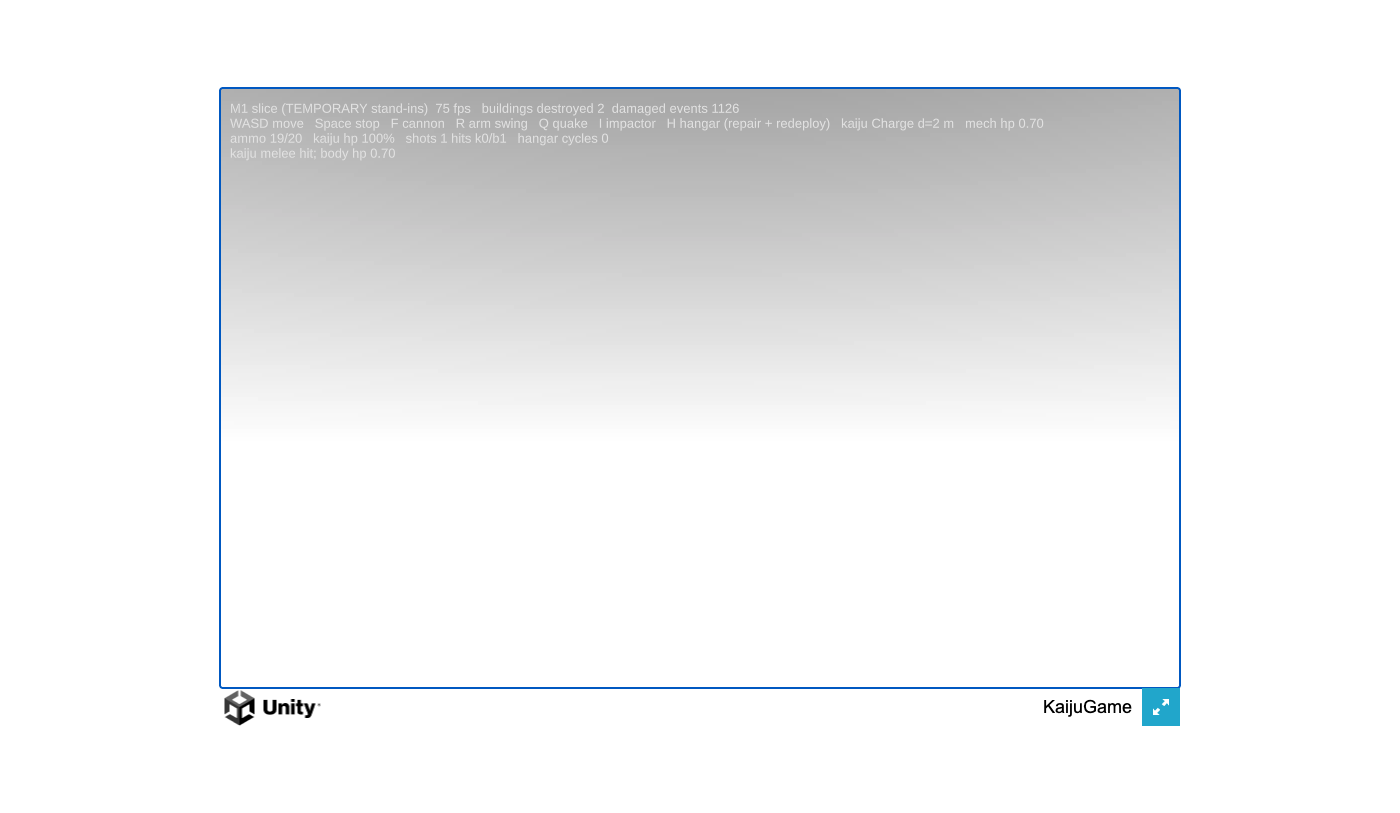 M1 slice (TEMPORARY stand-ins)  75 fps   buildings destroyed 2  damaged events 1126
WASD move   Space stop   F cannon   R arm swing   Q quake   I impactor   H hangar (repair + redeploy)   kaiju Charge d=2 m   mech hp 0.70
ammo 19/20   kaiju hp 100%   shots 1 hits k0/b1   hangar cycles 0
kaiju melee hit; body hp 0.70
Unity
KaijuGame